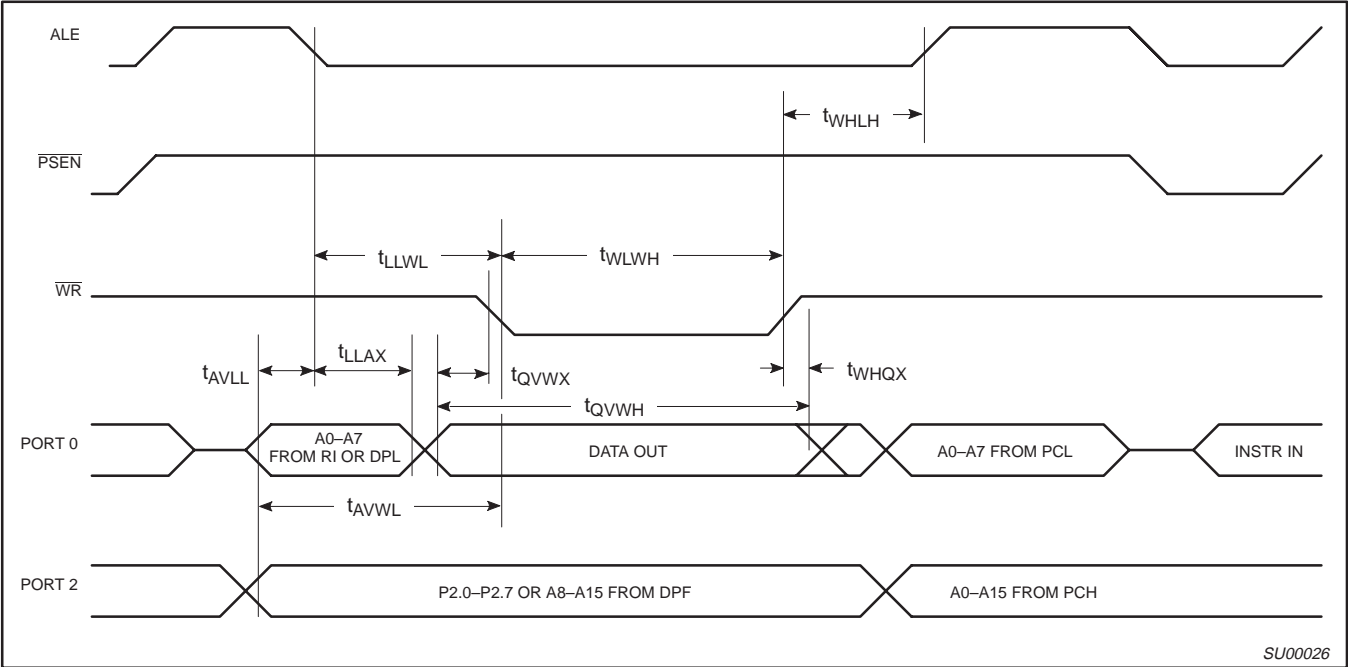 ALE
tWHLH
PSEN
tLLWL
tWLWH
WR
tAVLL
tLLAX
tQVWX
tWHQX
tQVWH
PORT 0
A0–A7
FROM RI OR DPL
DATA OUT
A0–A7 FROM PCL
INSTR IN
tAVWL
PORT 2
P2.0–P2.7 OR A8–A15 FROM DPF
A0–A15 FROM PCH
SU00026